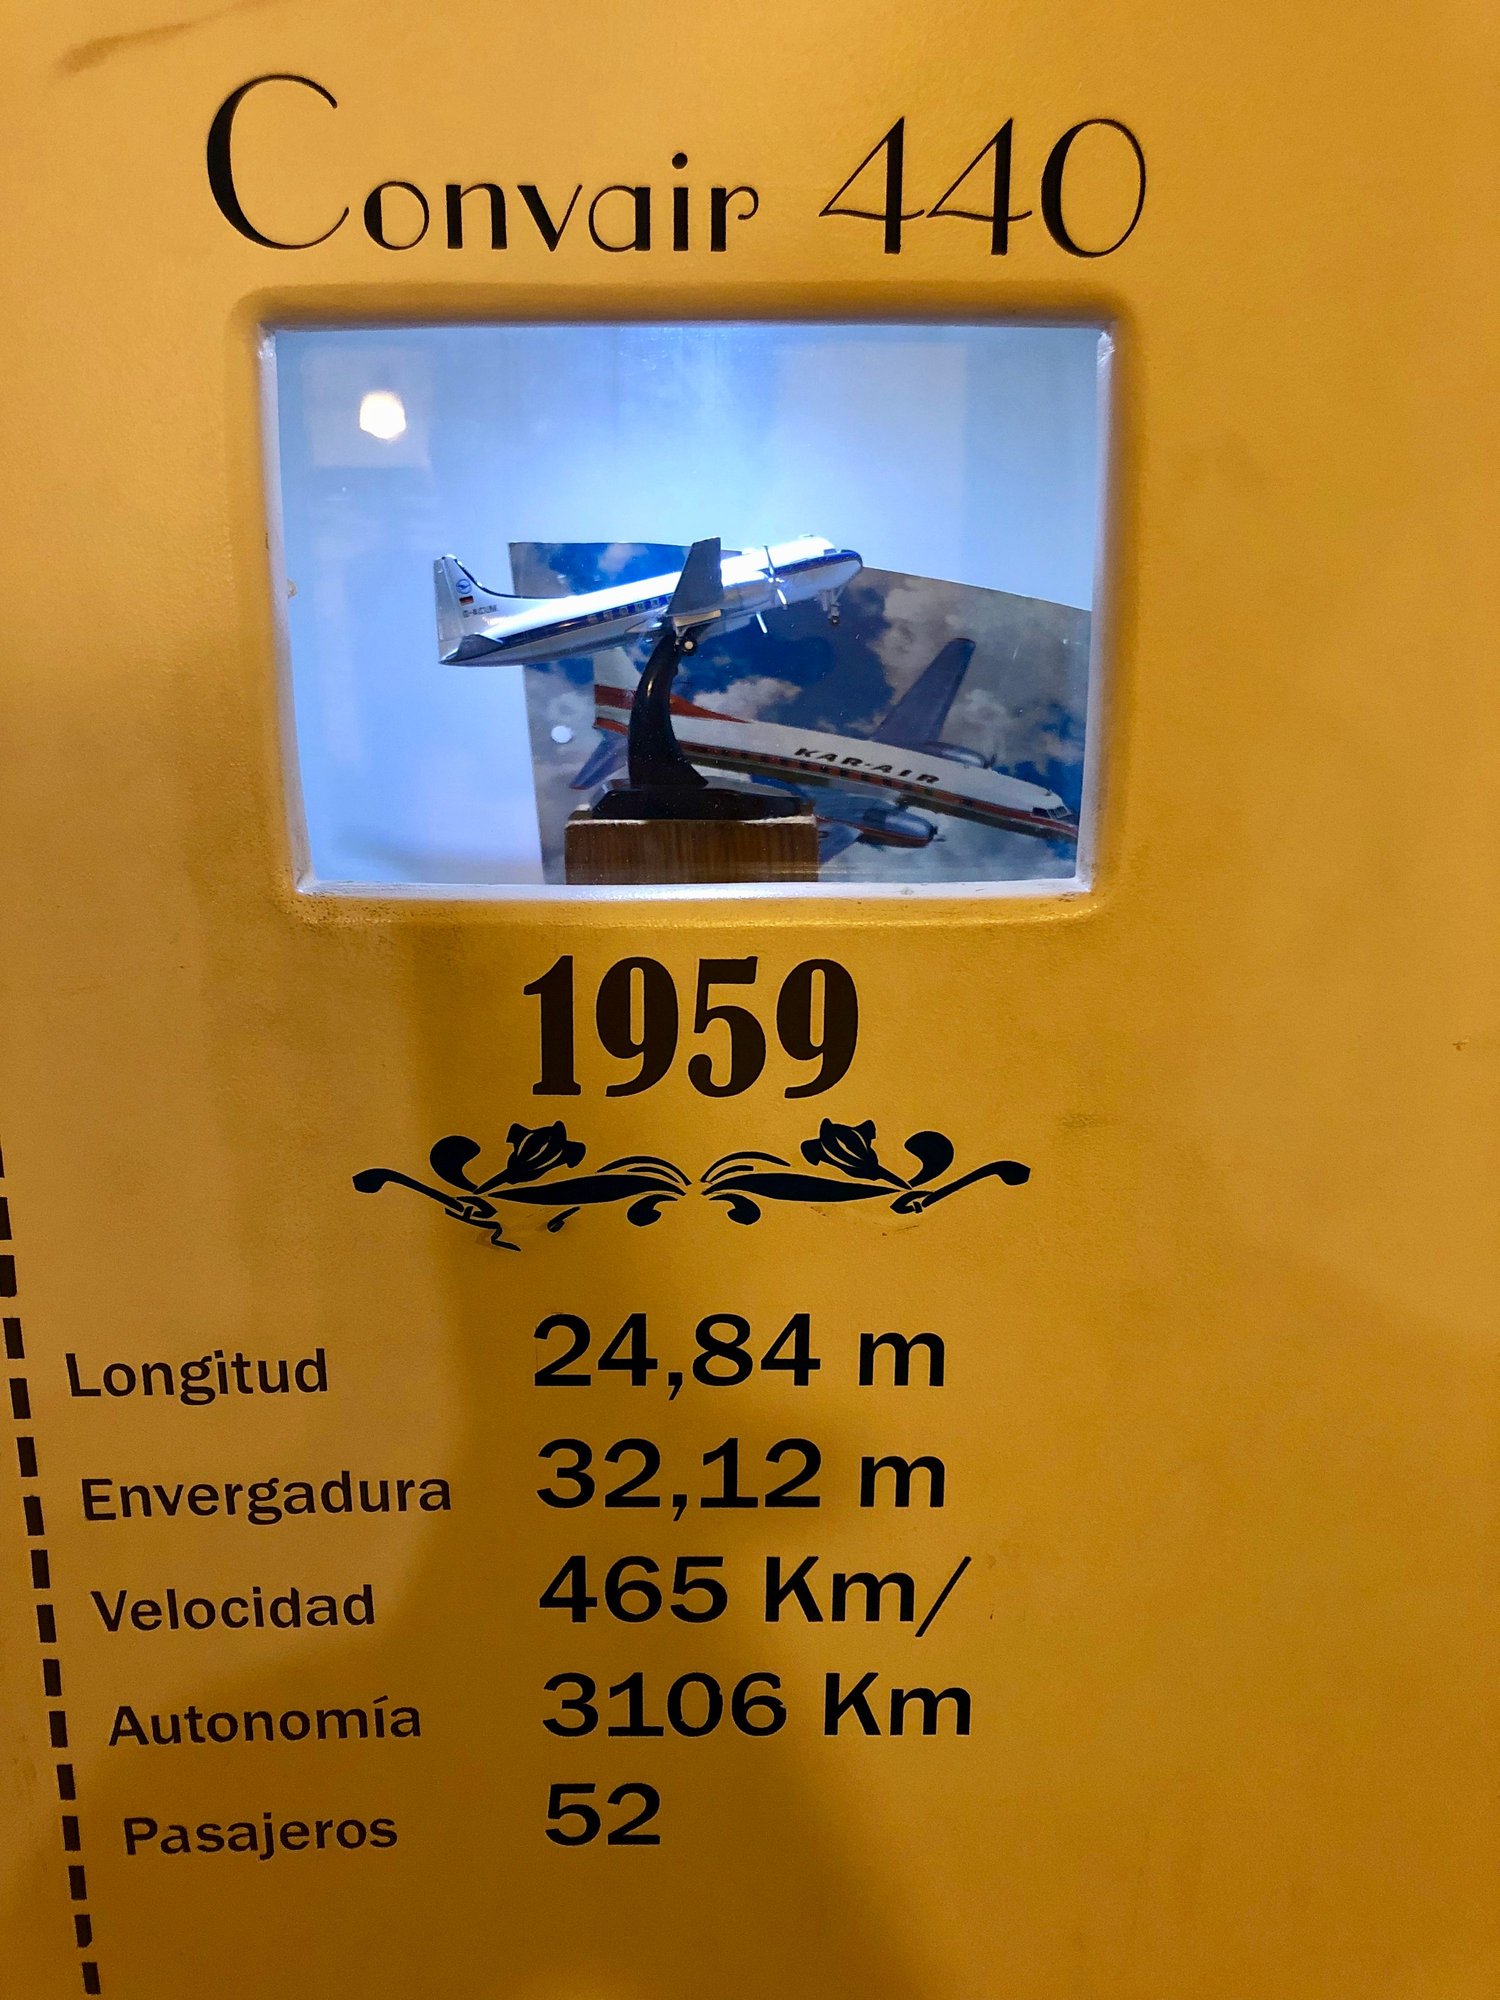 Convair 440
KAR-AIR
1959
Longitud 24,84 m
Envergadura 32,12 m
Velocidad 465 Km/
Autonomía 3106 Km
Pasajeros 52